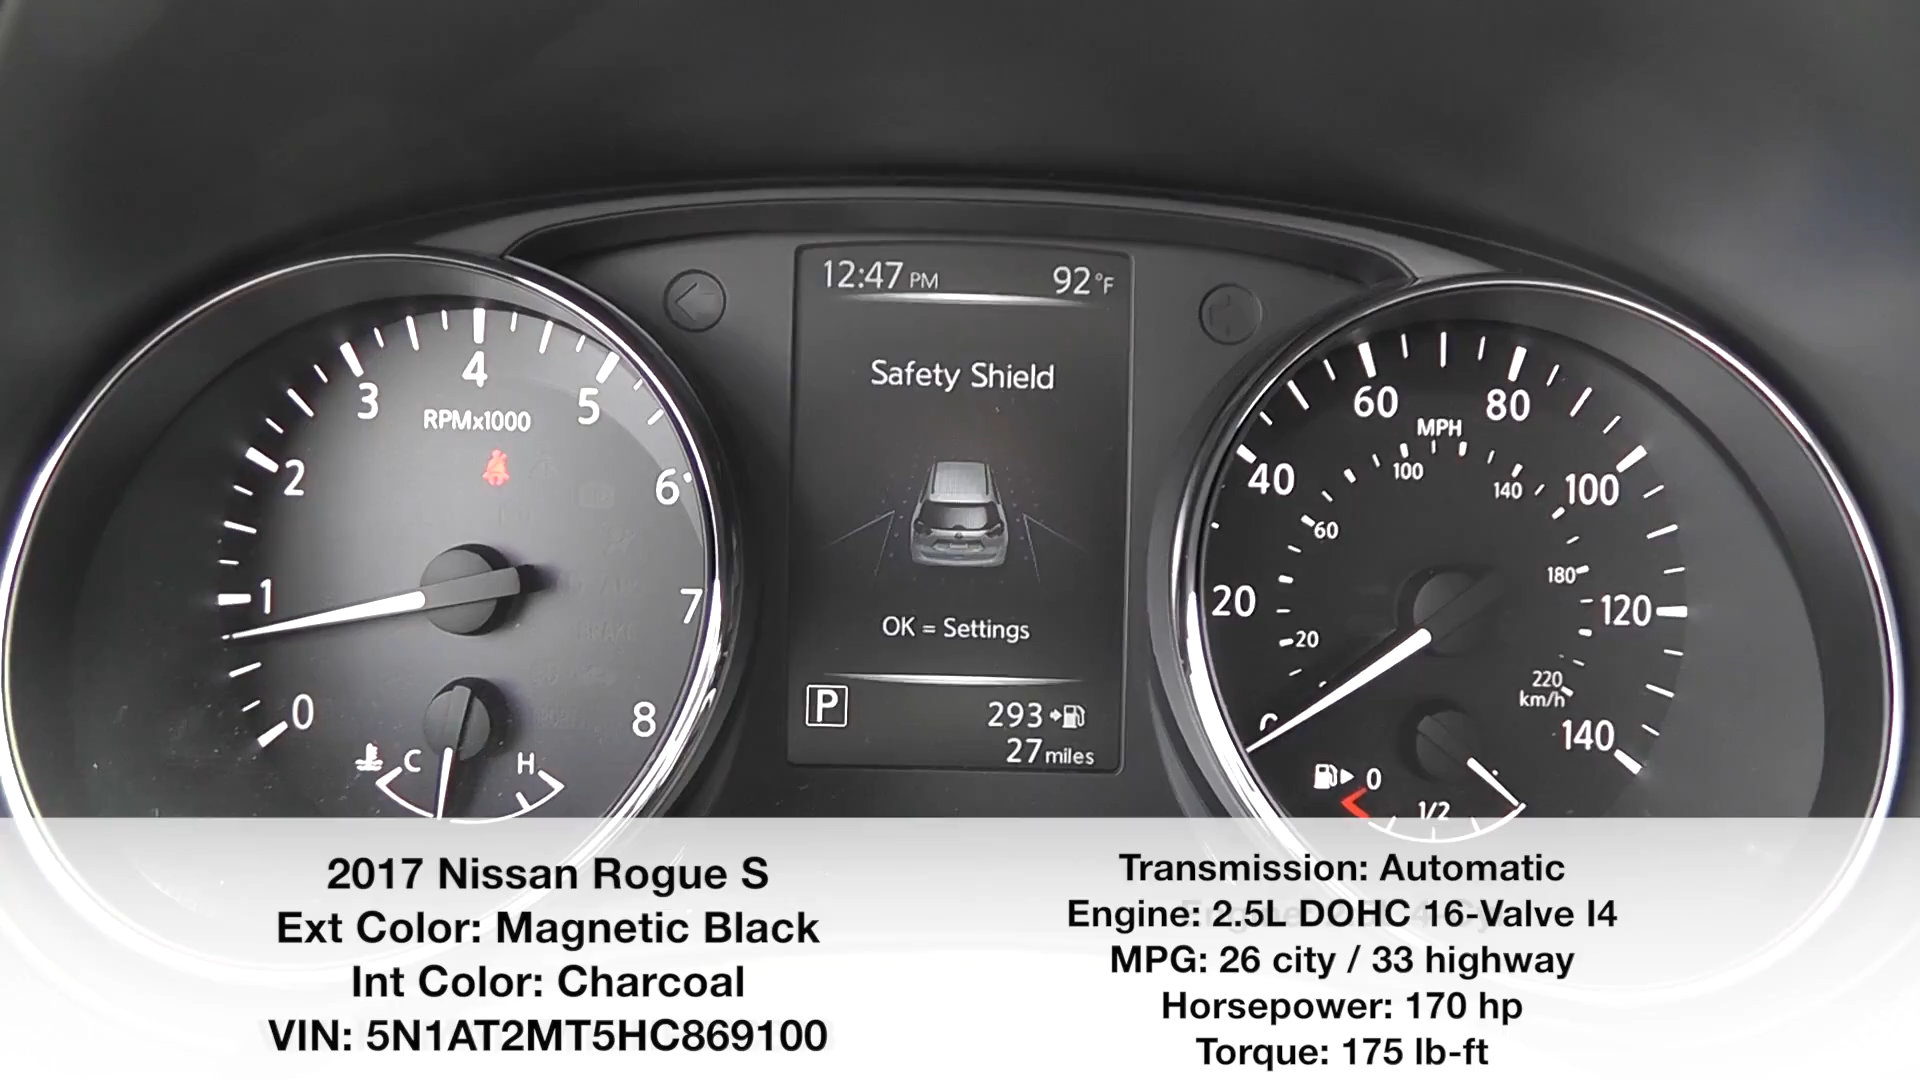 12:47 PM 92°F
Safety Shield
OK = Settings
P
293
27 miles
0 1 2 3 4 5 6 7 8
RPMx1000
C H
20 40 60 80 100 120 140
MPH
20 60 100 140 180 220
km/h
0 1/2
2017 Nissan Rogue S
Ext Color: Magnetic Black
Int Color: Charcoal
VIN: 5N1AT2MT5HC869100
Transmission: Automatic
Engine: 2.5L DOHC 16-Valve I4
MPG: 26 city / 33 highway
Horsepower: 170 hp
Torque: 175 lb-ft